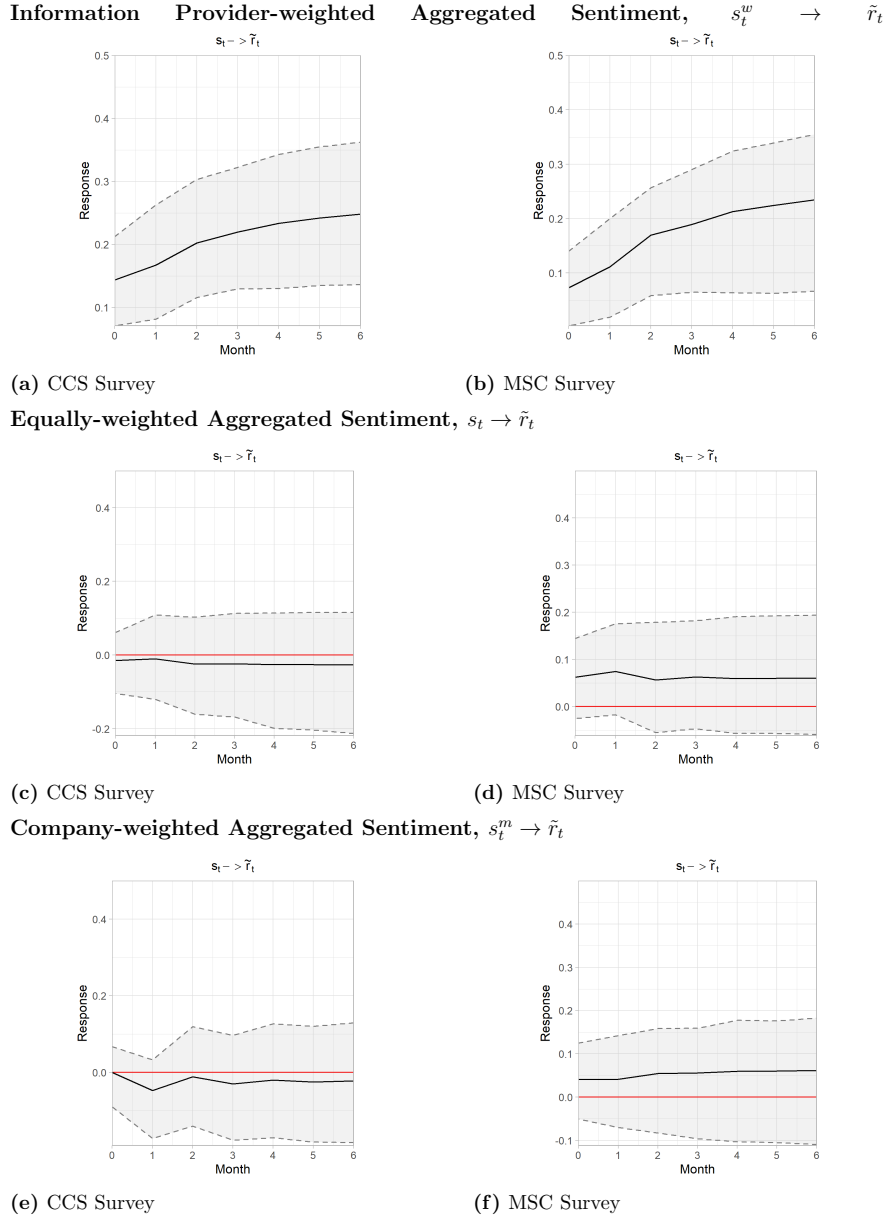 Information Provider-weighted Aggregated Sentiment, $s_t^w \rightarrow \tilde{r}_t$
s_t -> r̃_t s_t -> r̃_t
0.5
0.4
0.3
0.2
0.1
Response
0 1 2 3 4 5 6
Month
0.5
0.4
0.3
0.2
0.1
Response
0 1 2 3 4 5 6
Month
(a) CCS Survey (b) MSC Survey
Equally-weighted Aggregated Sentiment, $s_t \rightarrow \tilde{r}_t$
s_t -> r̃_t s_t -> r̃_t
0.4
0.2
0.0
-0.2
Response
0 1 2 3 4 5 6
Month
0.4
0.3
0.2
0.1
0.0
Response
0 1 2 3 4 5 6
Month
(c) CCS Survey (d) MSC Survey
Company-weighted Aggregated Sentiment, $s_t^m \rightarrow \tilde{r}_t$
s_t -> r̃_t s_t -> r̃_t
0.4
0.2
0.0
Response
0 1 2 3 4 5 6
Month
0.4
0.3
0.2
0.1
0.0
-0.1
Response
0 1 2 3 4 5 6
Month
(e) CCS Survey (f) MSC Survey